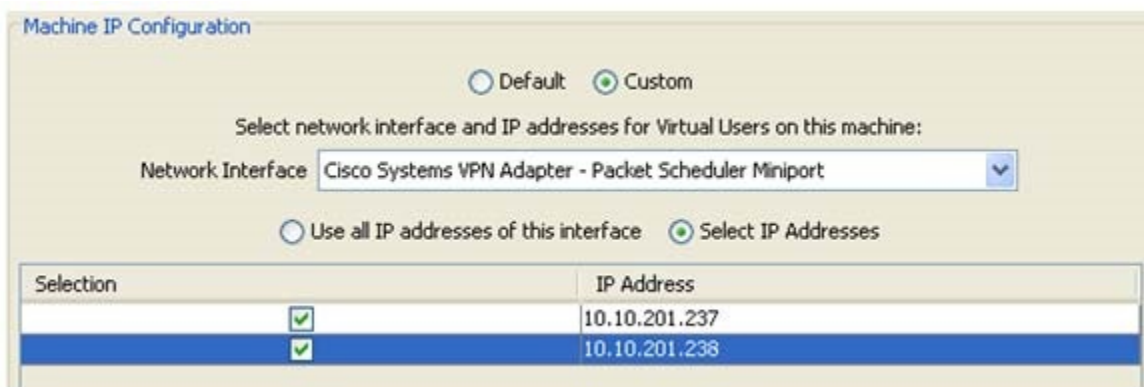 Machine IP Configuration
Default Custom
Select network interface and IP addresses for Virtual Users on this machine:
Network Interface Cisco Systems VPN Adapter - Packet Scheduler Miniport
Use all IP addresses of this interface Select IP Addresses
Selection IP Address
10.10.201.237
10.10.201.238